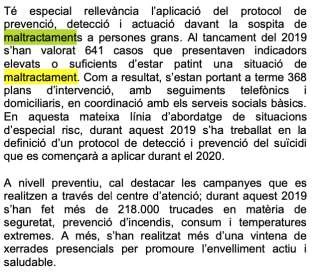 Té especial rellevància l'aplicació del protocol de
prevenció, detecció i actuació davant la sospita de
maltractaments a persones grans. Al tancament del 2019
s'han valorat 641 casos que presentaven indicadors
elevats o suficients d'estar patint una situació de
maltractament. Com a resultat, s'estan portant a terme 368
plans d'intervenció, amb seguiments telefònics i
domiciliaris, en coordinació amb els serveis socials bàsics.
En aquesta mateixa línia d'abordatge de situacions
d'especial risc, durant aquest 2019 s'ha treballat en la
definició d'un protocol de detecció i prevenció del suïcidi
que es començarà a aplicar durant el 2020.
A nivell preventiu, cal destacar les campanyes que es
realitzen a través del centre d'atenció; durant aquest 2019
s'han fet més de 218.000 trucades en matèria de
seguretat, prevenció d'incendis, consum i temperatures
extremes. A més, s'han realitzat més d'una vintena de
xerrades presencials per promoure l'envelliment actiu i
saludable.